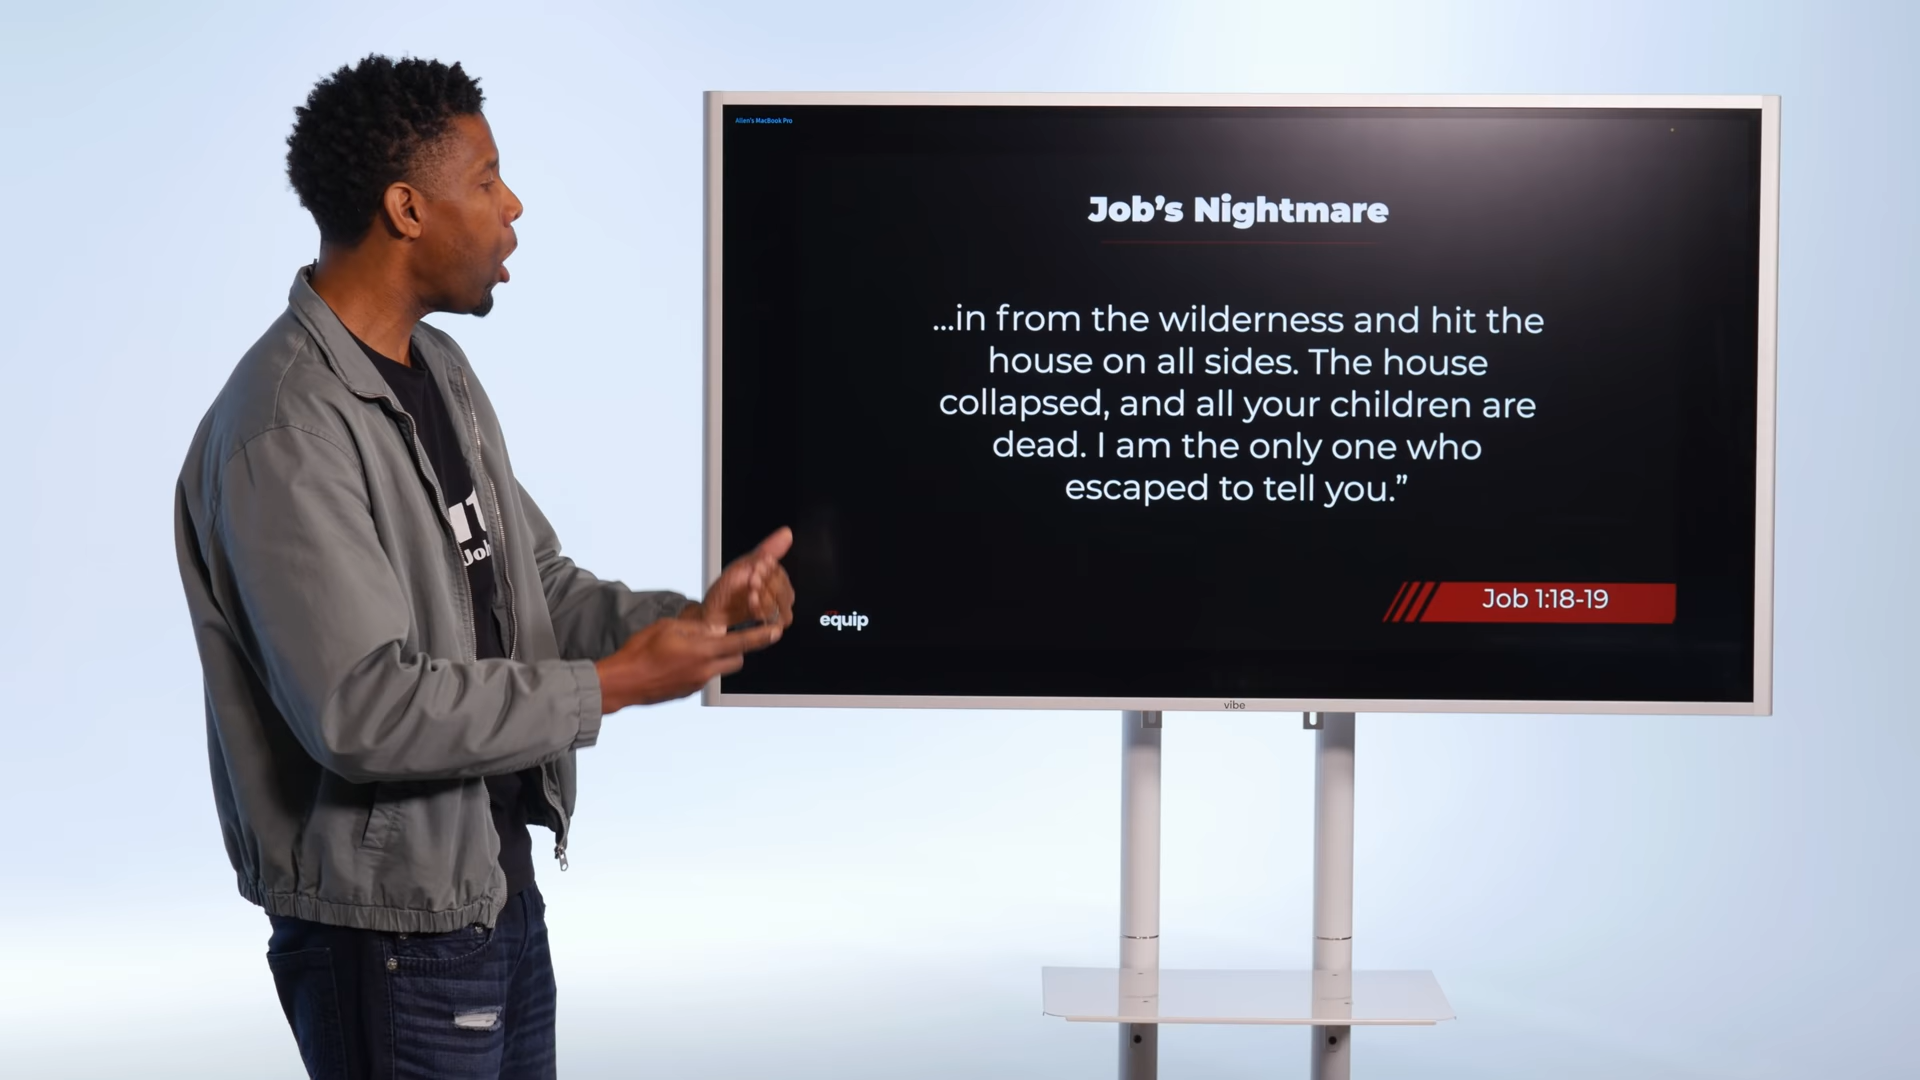 Allen's MacBook Pro
Job’s Nightmare
...in from the wilderness and hit the
house on all sides. The house
collapsed, and all your children are
dead. I am the only one who
escaped to tell you.”
Job 1:18-19
equip
vibe